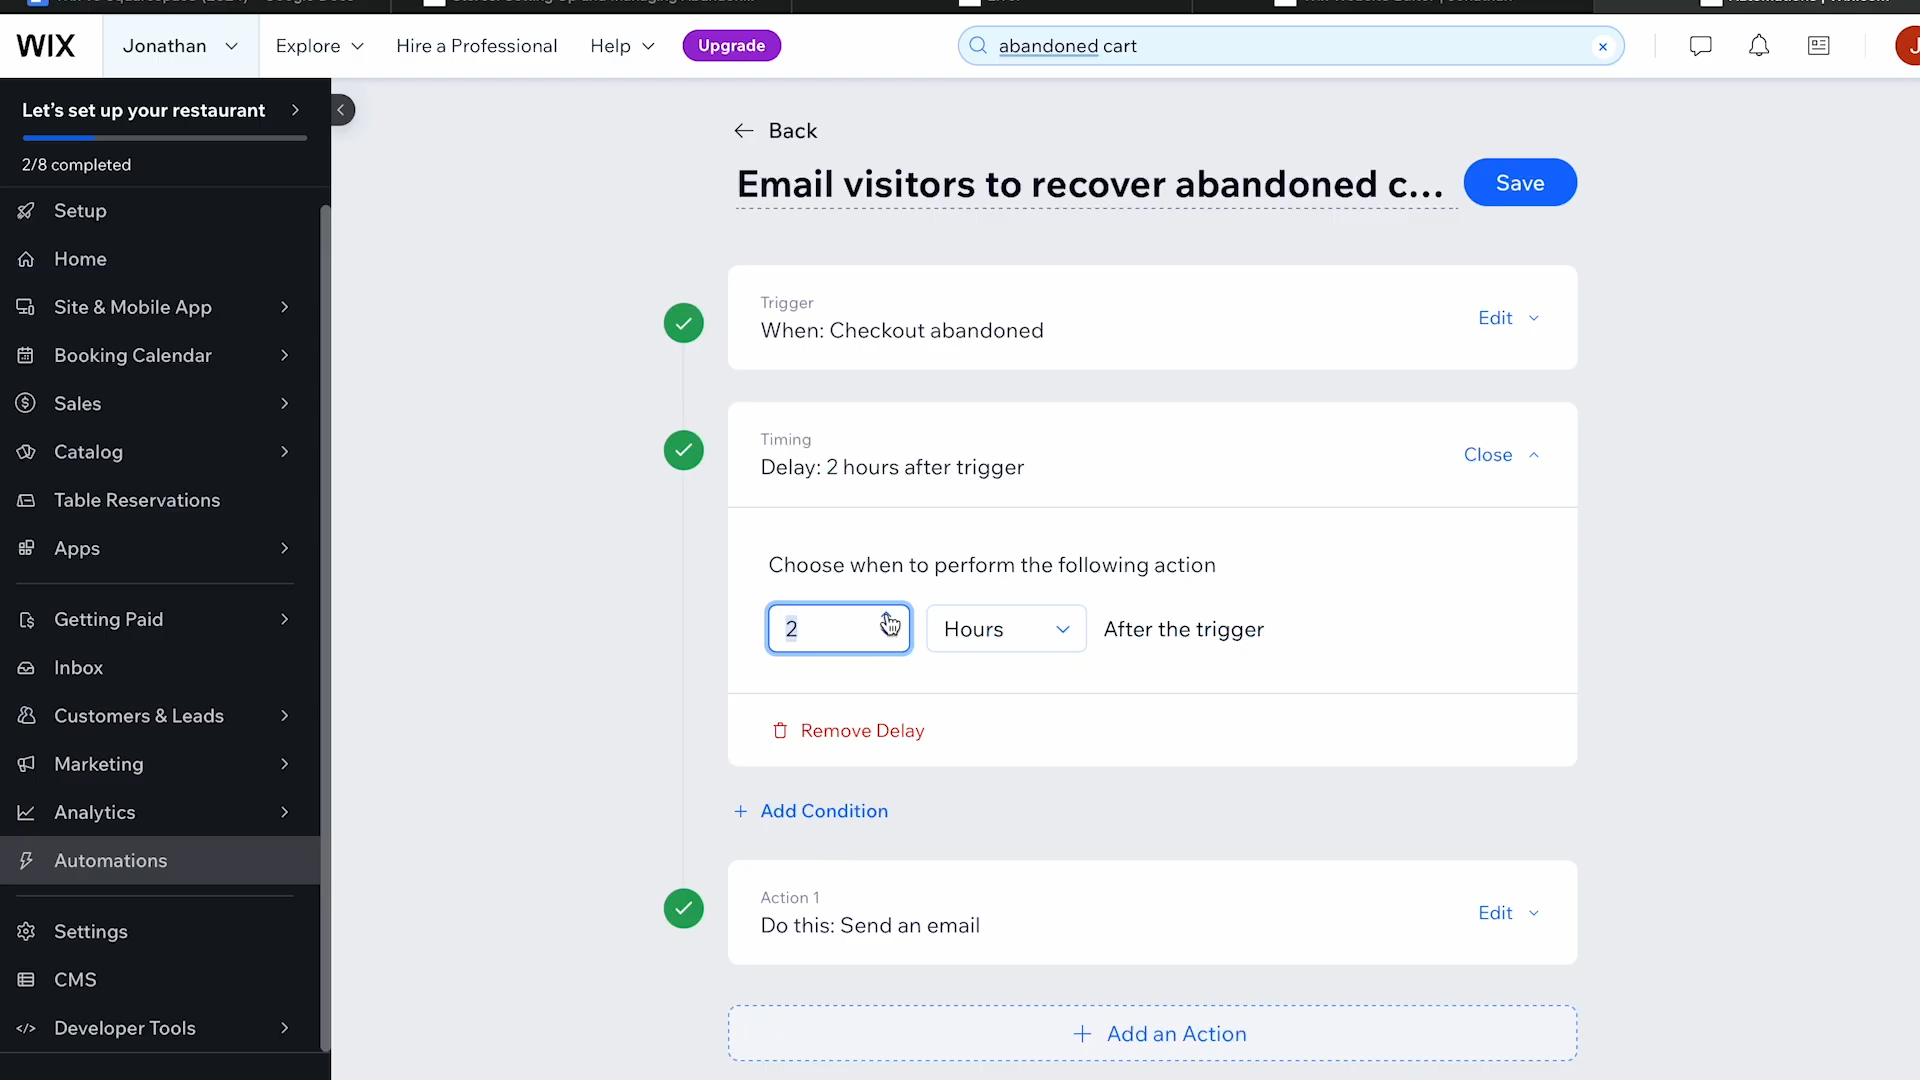 WIX
Jonathan
Explore
Hire a Professional
Help
Upgrade
abandoned cart
J
Let's set up your restaurant
2/8 completed
Setup
Home
Site & Mobile App
Booking Calendar
Sales
Catalog
Table Reservations
Apps
Getting Paid
Inbox
Customers & Leads
Marketing
Analytics
Automations
Settings
CMS
Developer Tools
Back
Email visitors to recover abandoned c...
Save
Trigger
When: Checkout abandoned
Edit
Timing
Delay: 2 hours after trigger
Close
Choose when to perform the following action
2
Hours
After the trigger
Remove Delay
+ Add Condition
Action 1
Do this: Send an email
Edit
+ Add an Action